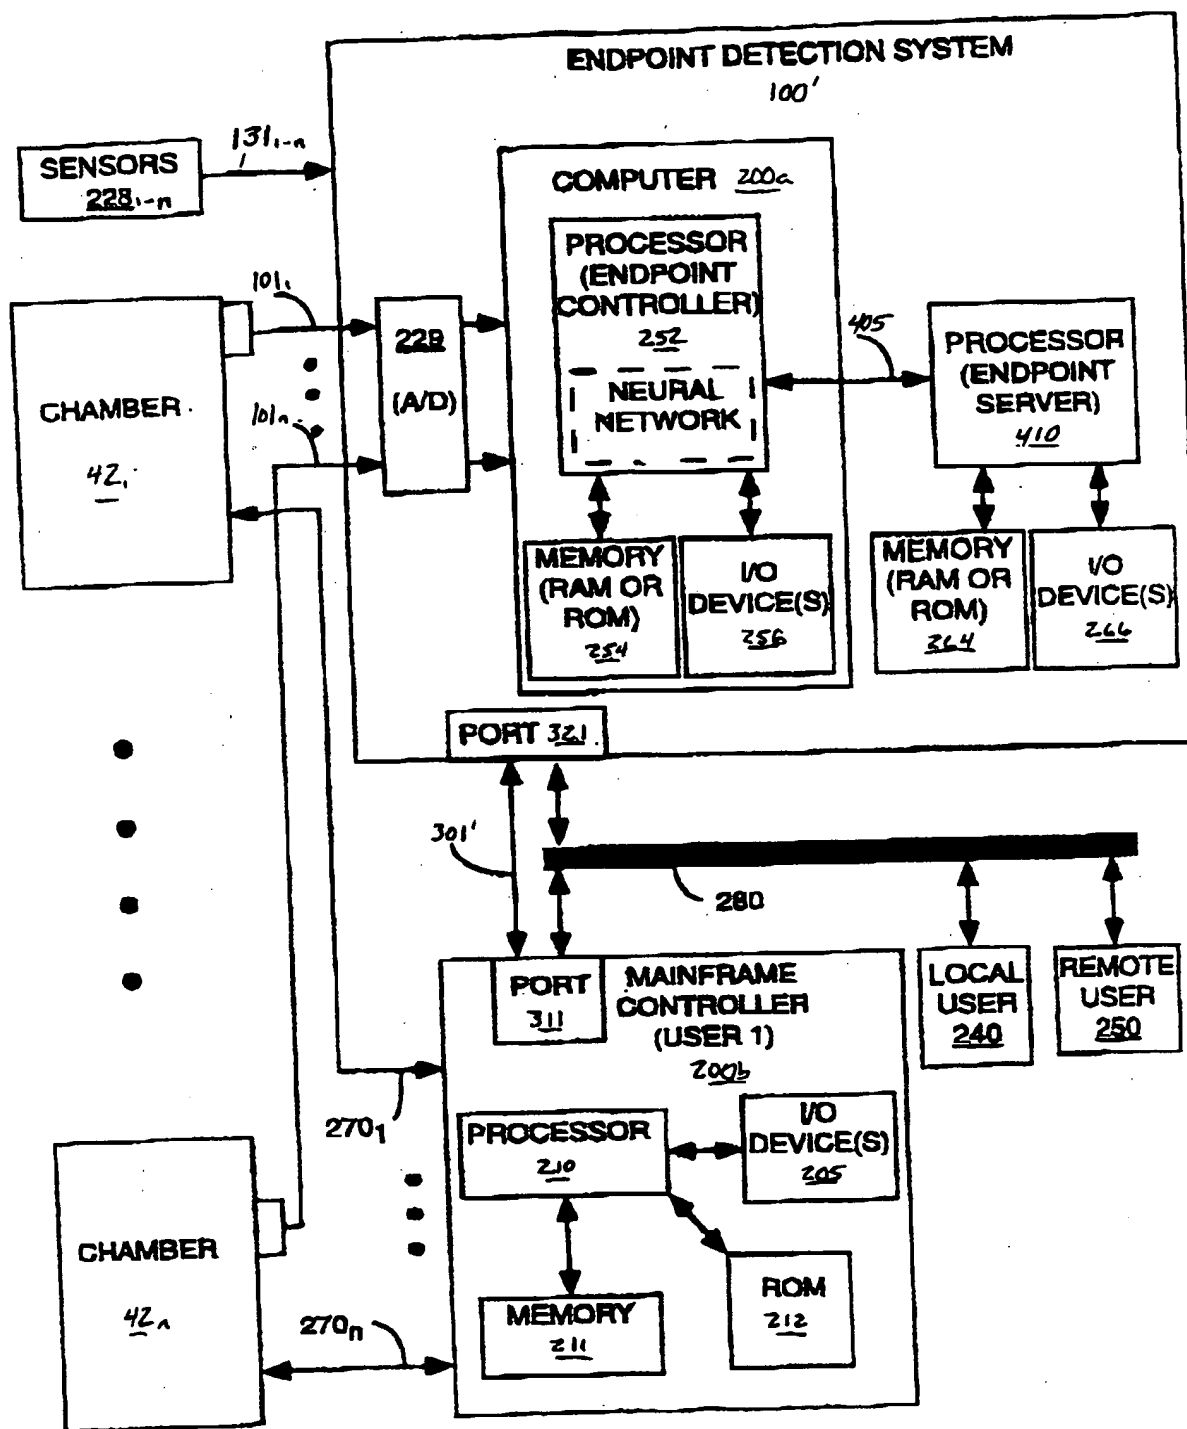 ENDPOINT DETECTION SYSTEM
100'
SENSORS
228₁₋ₙ
131₁₋ₙ
COMPUTER 200a
PROCESSOR
(ENDPOINT
CONTROLLER)
252
NEURAL
NETWORK
101₁
229
(A/D)
101ₙ
405
PROCESSOR
(ENDPOINT
SERVER)
410
CHAMBER
42₁
MEMORY
(RAM OR
ROM)
254
I/O
DEVICE(S)
256
MEMORY
(RAM OR
ROM)
264
I/O
DEVICE(S)
266
PORT 321
301'
280
PORT
311
MAINFRAME
CONTROLLER
(USER 1)
200b
LOCAL
USER
240
REMOTE
USER
250
270₁
PROCESSOR
210
I/O
DEVICE(S)
205
CHAMBER
42ₙ
270ₙ
MEMORY
211
ROM
212